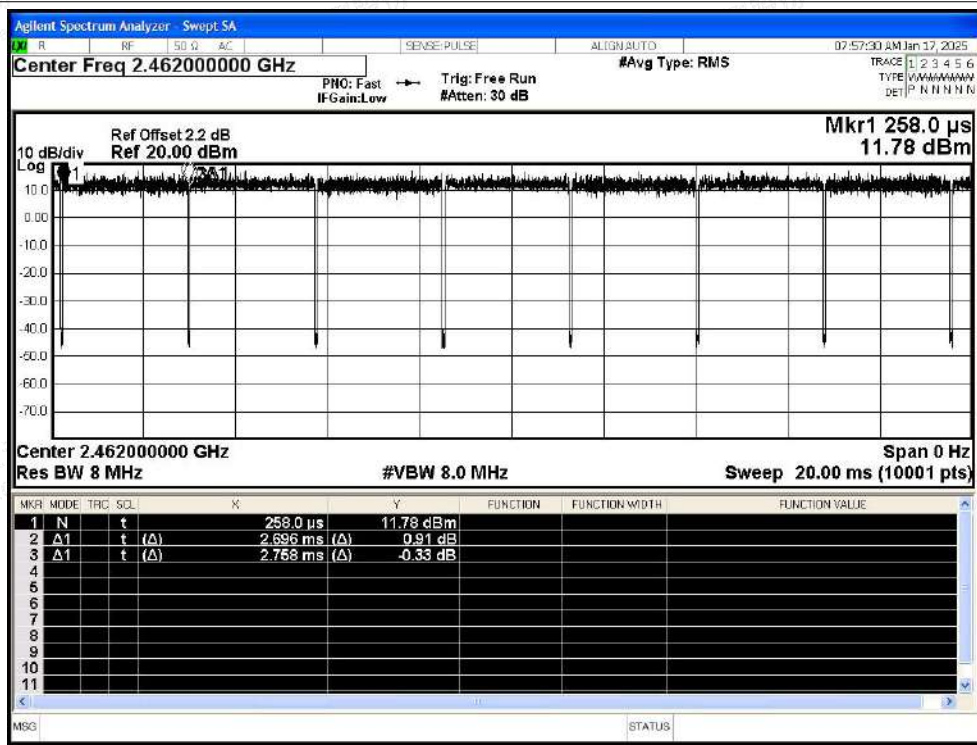 Agilent Spectrum Analyzer - Swept SA
LXI R RF 50 Ω AC SENSE:PULSE ALIGN AUTO 07:57:30 AM Jan 17, 2025
Center Freq 2.462000000 GHz #Avg Type: RMS TRACE 1 2 3 4 5 6
PNO: Fast Trig: Free Run TYPE
IFGain:Low #Atten: 30 dB DET P N N N N N
Mkr1 258.0 µs
11.78 dBm
Ref Offset 2.2 dB
10 dB/div Ref 20.00 dBm
Log
1
3Δ1
10.0
0.00
-10.0
-20.0
-30.0
-40.0
-50.0
-60.0
-70.0
Center 2.462000000 GHz Span 0 Hz
Res BW 8 MHz #VBW 8.0 MHz Sweep 20.00 ms (10001 pts)
MKR MODE TRC SCL X Y FUNCTION FUNCTION WIDTH FUNCTION VALUE
1 N t 258.0 µs 11.78 dBm
2 Δ1 t (Δ) 2.696 ms (Δ) 0.91 dB
3 Δ1 t (Δ) 2.758 ms (Δ) -0.33 dB
4
5
6
7
8
9
10
11
MSG STATUS